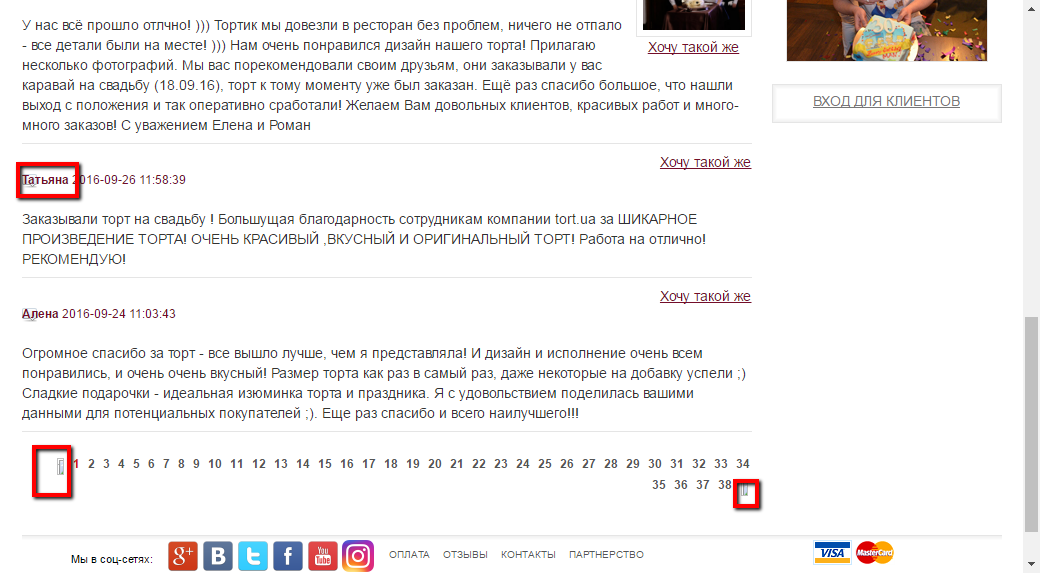 У нас всё прошло отлчно! ))) Тортик мы довезли в ресторан без проблем, ничего не отпало
- все детали были на месте! ))) Нам очень понравился дизайн нашего торта! Прилагаю
несколько фотографий. Мы вас порекомендовали своим друзьям, они заказывали у вас
каравай на свадьбу (18.09.16), торт к тому моменту уже был заказан. Ещё раз спасибо большое, что нашли
выход с положения и так оперативно сработали! Желаем Вам довольных клиентов, красивых работ и много-
много заказов! С уважением Елена и Роман
Хочу такой же
ВХОД ДЛЯ КЛИЕНТОВ
Хочу такой же
Татьяна 2016-09-26 11:58:39
Заказывали торт на свадьбу ! Большущая благодарность сотрудникам компании tort.ua за ШИКАРНОЕ
ПРОИЗВЕДЕНИЕ ТОРТА! ОЧЕНЬ КРАСИВЫЙ ,ВКУСНЫЙ И ОРИГИНАЛЬНЫЙ ТОРТ! Работа на отлично!
РЕКОМЕНДУЮ!
Хочу такой же
Алена 2016-09-24 11:03:43
Огромное спасибо за торт - все вышло лучше, чем я представляла! И дизайн и исполнение очень всем
понравились, и очень очень вкусный! Размер торта как раз в самый раз, даже некоторые на добавку успели ;)
Сладкие подарочки - идеальная изюминка торта и праздника. Я с удовольствием поделилась вашими
данными для потенциальных покупателей ;). Еще раз спасибо и всего наилучшего!!!
1 2 3 4 5 6 7 8 9 10 11 12 13 14 15 16 17 18 19 20 21 22 23 24 25 26 27 28 29 30 31 32 33 34
35 36 37 38
Мы в соц-сетях: g+ B t f You Tube ОПЛАТА ОТЗЫВЫ КОНТАКТЫ ПАРТНЕРСТВО VISA MasterCard